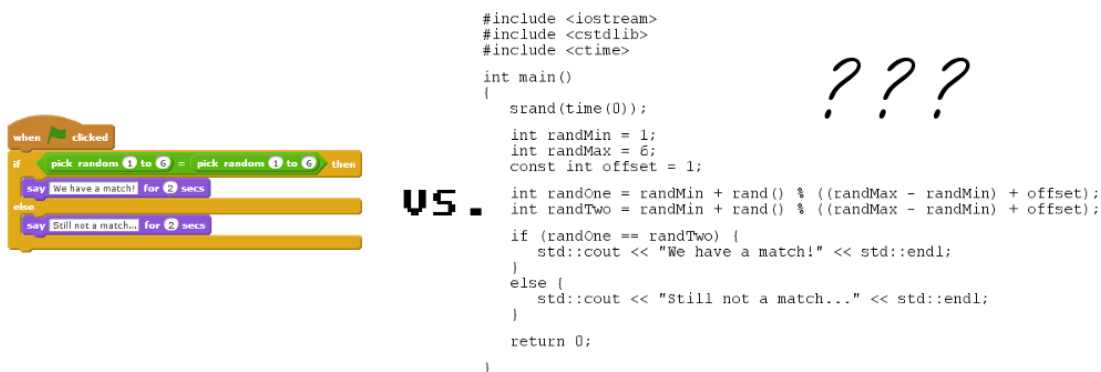 when clicked
if pick random 1 to 6 = pick random 1 to 6 then
say We have a match! for 2 secs
else
say Still not a match... for 2 secs
vs.
#include <iostream>
#include <cstdlib>
#include <ctime>
int main()
{
srand(time(0));
int randMin = 1;
int randMax = 6;
const int offset = 1;
int randOne = randMin + rand() % ((randMax - randMin) + offset);
int randTwo = randMin + rand() % ((randMax - randMin) + offset);
if (randOne == randTwo) {
std::cout << "We have a match!" << std::endl;
}
else {
std::cout << "Still not a match..." << std::endl;
}
return 0;
}
???